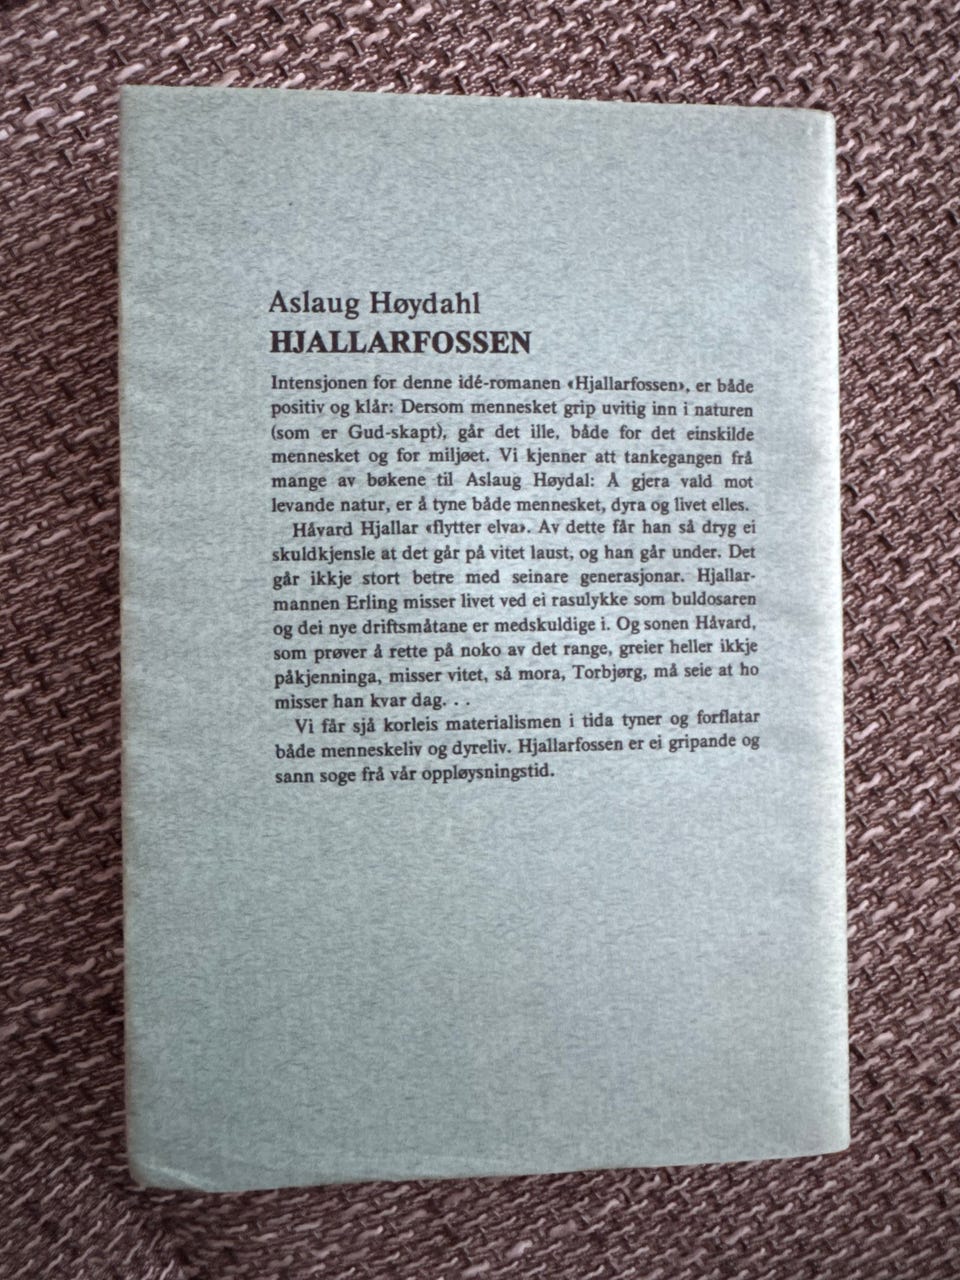 Aslaug Høydahl
HJALLARFOSSEN
Intensjonen for denne idé-romanen «Hjallarfossen», er både
positiv og klår: Dersom mennesket grip uvitig inn i naturen
(som er Gud-skapt), går det ille, både for det einskilde
mennesket og for miljøet. Vi kjenner att tankegangen frå
mange av bøkene til Aslaug Høydal: Å gjera vald mot
levande natur, er å tyne både mennesket, dyra og livet elles.
Håvard Hjallar «flytter elva». Av dette får han så dryg ei
skuldkjensle at det går på vitet laust, og han går under. Det
går ikkje stort betre med seinare generasjonar. Hjallar-
mannen Erling misser livet ved ei rasulykke som buldosaren
og dei nye driftsmåtane er medskuldige i. Og sonen Håvard,
som prøver å rette på noko av det range, greier heller ikkje
påkjenninga, misser vitet, så mora, Torbjørg, må seie at ho
misser han kvar dag. . .
Vi får sjå korleis materialismen i tida tyner og forflatar
både menneskeliv og dyreliv. Hjallarfossen er ei gripande og
sann soge frå vår oppløysningstid.